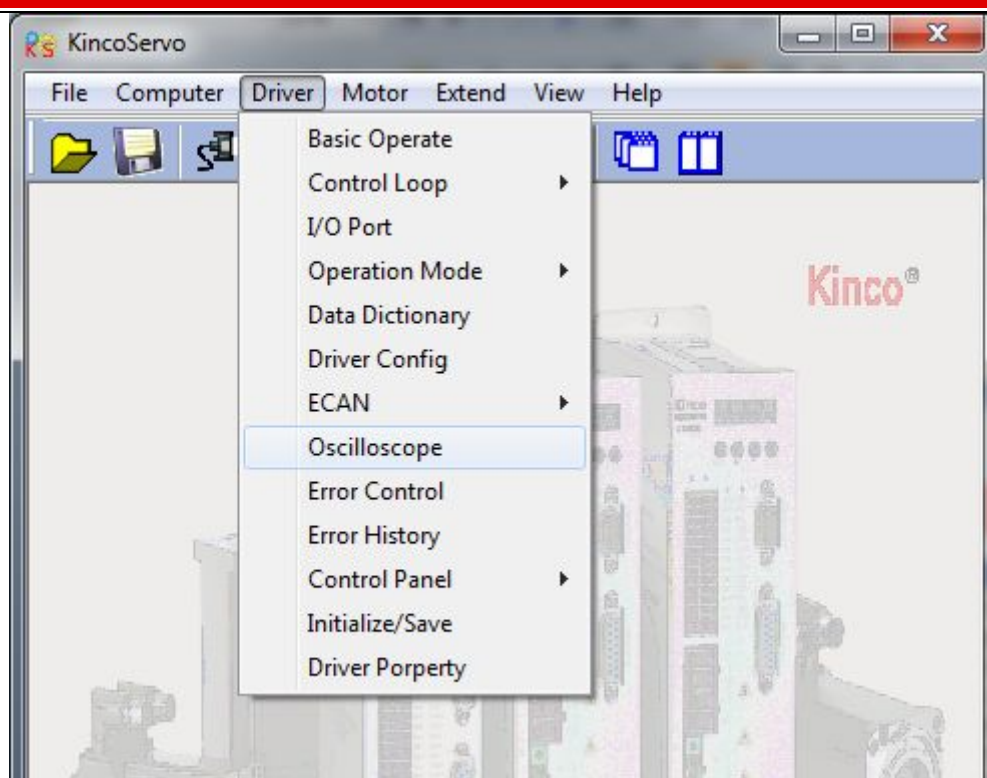 KincoServo
File Computer Driver Motor Extend View Help
Basic Operate
Control Loop
I/O Port
Operation Mode
Data Dictionary
Driver Config
ECAN
Oscilloscope
Error Control
Error History
Control Panel
Initialize/Save
Driver Porperty
Kinco®